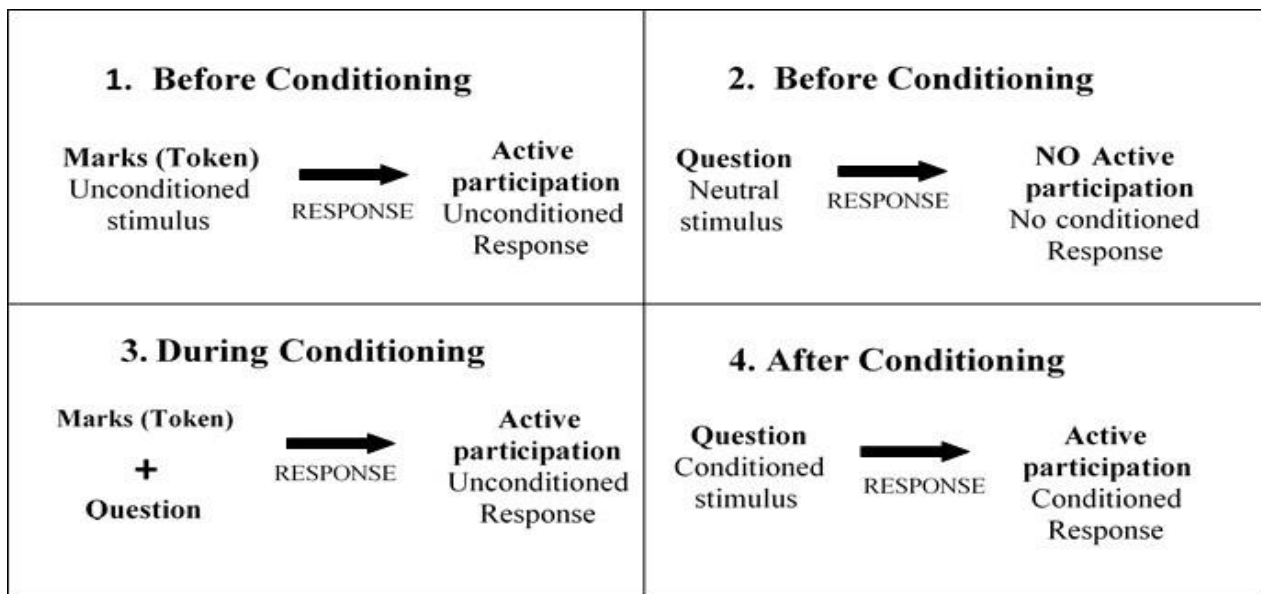 1. Before Conditioning
Marks (Token)
Unconditioned
stimulus
RESPONSE
Active
participation
Unconditioned
Response
2. Before Conditioning
Question
Neutral
stimulus
RESPONSE
NO Active
participation
No conditioned
Response
3. During Conditioning
Marks (Token)
+
Question
RESPONSE
Active
participation
Unconditioned
Response
4. After Conditioning
Question
Conditioned
stimulus
RESPONSE
Active
participation
Conditioned
Response